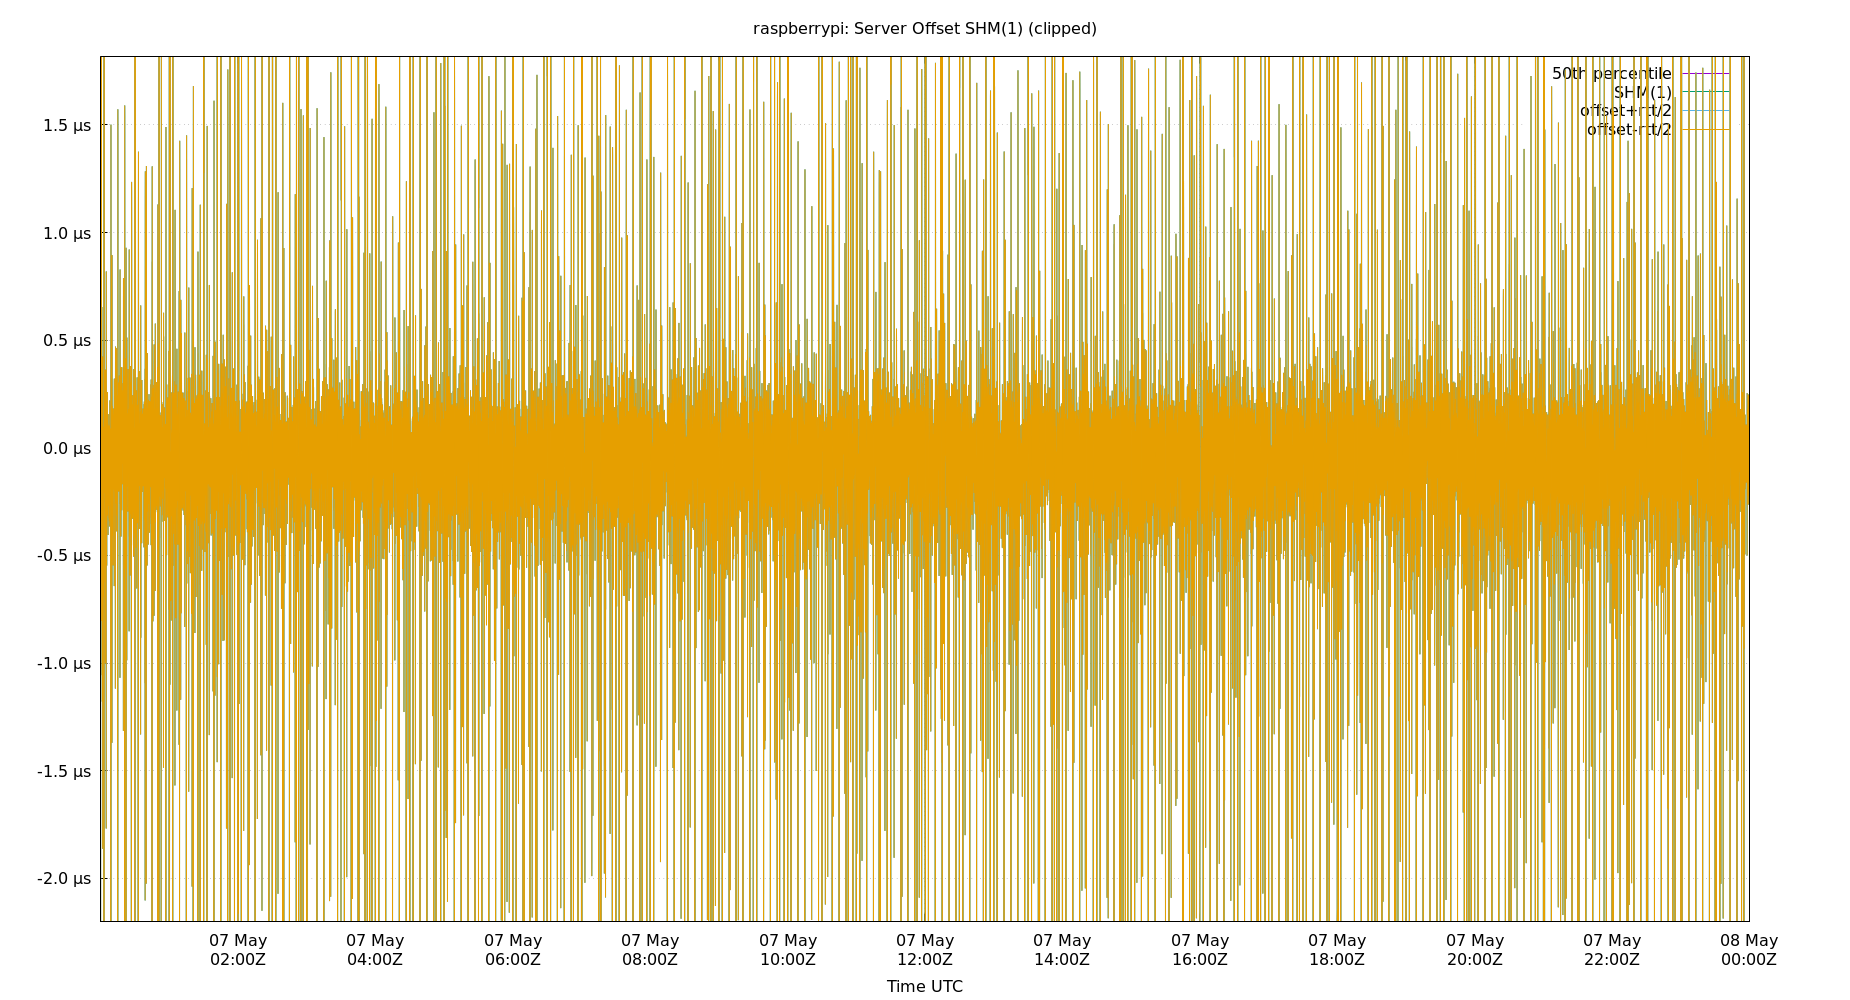 raspberrypi: Server Offset SHM(1) (clipped)
50th percentile
SHM(1)
offset+rtt/2
offset-rtt/2
1.5 µs
1.0 µs
0.5 µs
0.0 µs
-0.5 µs
-1.0 µs
-1.5 µs
-2.0 µs
07 May 07 May 07 May 07 May 07 May 07 May 07 May 07 May 07 May 07 May 07 May 08 May
02:00Z 04:00Z 06:00Z 08:00Z 10:00Z 12:00Z 14:00Z 16:00Z 18:00Z 20:00Z 22:00Z 00:00Z
Time UTC